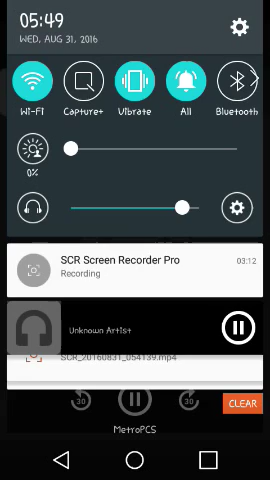 05:49
WED, AUG 31, 2016
Wi-Fi
Capture+
Vibrate
All
Bluetooth
0%
SCR Screen Recorder Pro
03:12
Recording
Unknown Artist
SCR_20160831_054139.mp4
30
30
CLEAR
MetroPCS